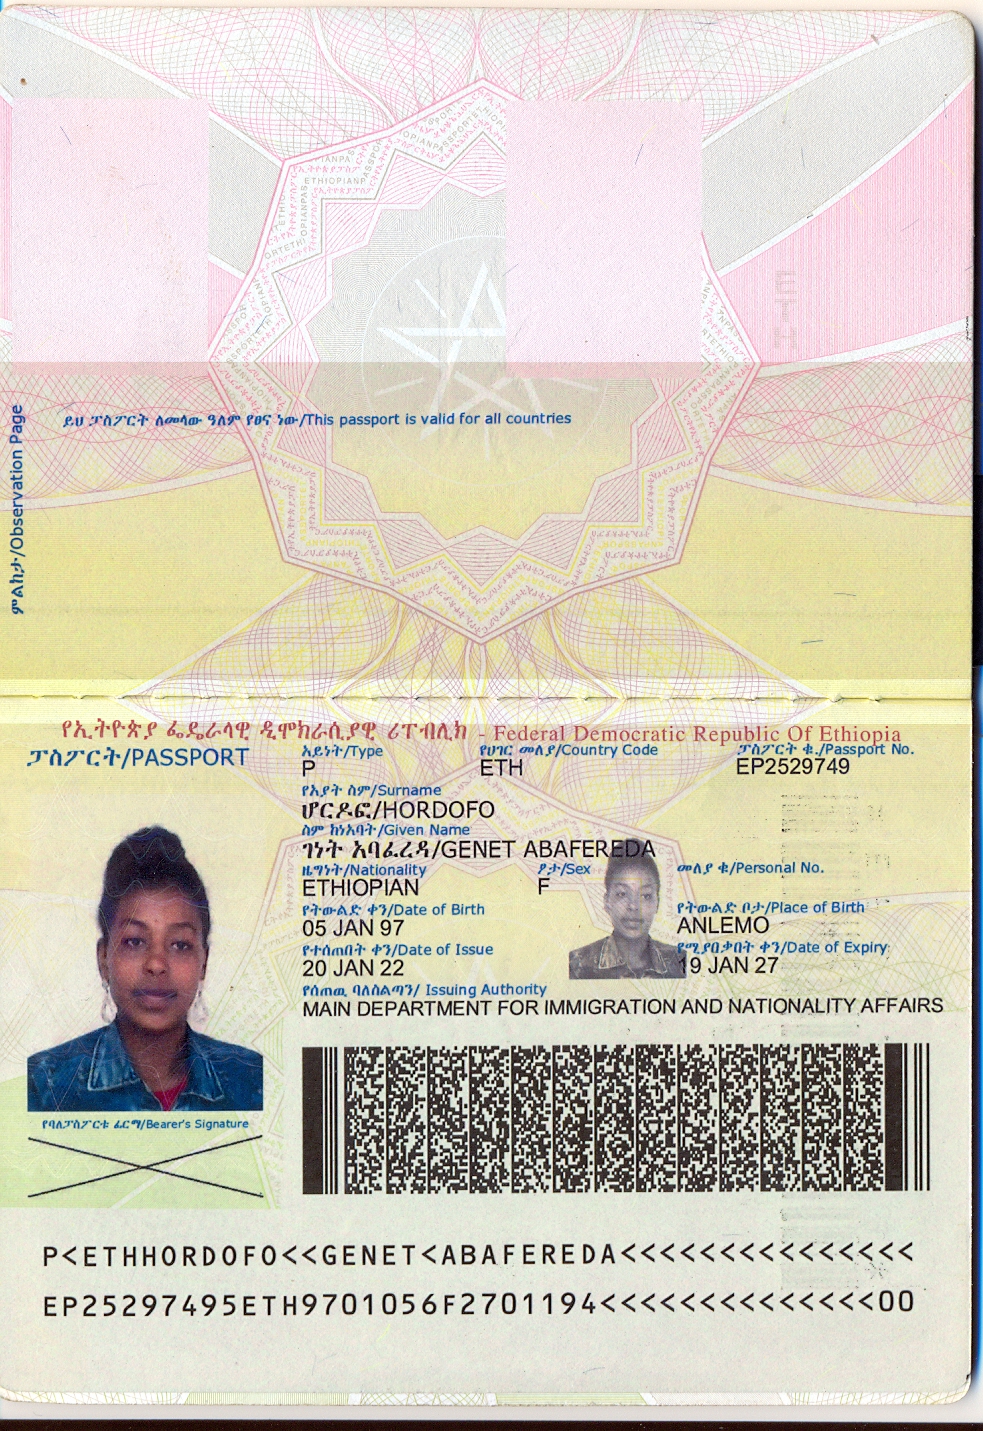 ይህ ፓስፖርት ለመላው ዓለም የፀና ነው/This passport is valid for all countries
ምልከታ/Observation Page
የኢትዮጵያ ፌዴራላዊ ዲሞክራሲያዊ ሪፐብሊክ - Federal Democratic Republic Of Ethiopia
ፓስፖርት/PASSPORT
አይነት/Type
የሀገር መለያ/Country Code
ፓስፖርት ቁ./Passport No.
P
ETH
EP2529749
የአያት ስም/Surname
ሆርዶፎ/HORDOFO
ስም ከነአባት/Given Name
ገነት አባፈረዳ/GENET ABAFEREDA
ዜግነት/Nationality
ፆታ/Sex
መለያ ቁ/Personal No.
ETHIOPIAN
F
የትውልድ ቀን/Date of Birth
የትውልድ ቦታ/Place of Birth
05 JAN 97
ANLEMO
የተሰጠበት ቀን/Date of Issue
የሚያበቃበት ቀን/Date of Expiry
20 JAN 22
19 JAN 27
የሰጠዉ ባለስልጣን/ Issuing Authority
MAIN DEPARTMENT FOR IMMIGRATION AND NATIONALITY AFFAIRS
የባለፓስፖርቱ ፊርማ/Bearer's Signature
P<ETHHORDOFO<<GENET<ABAFEREDA<<<<<<<<<<<<<<<
EP25297495ETH9701056F2701194<<<<<<<<<<<<<<00